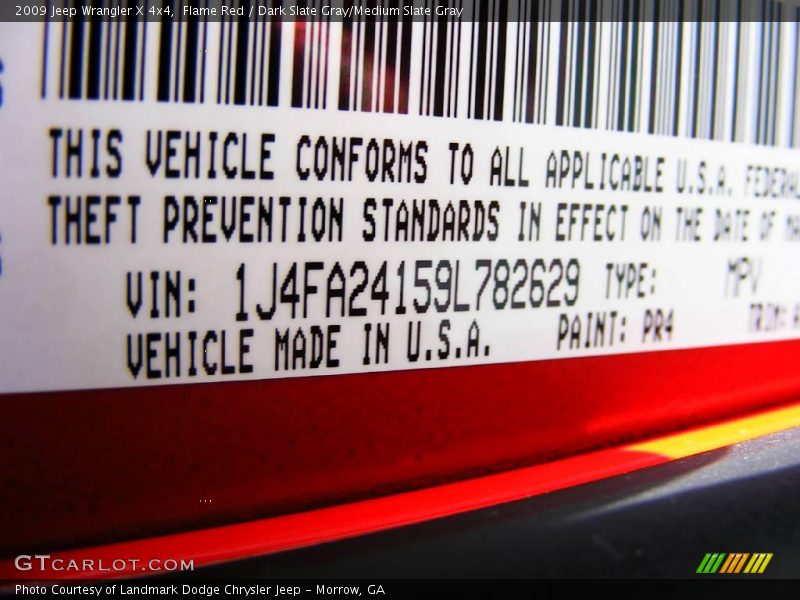 2009 Jeep Wrangler X 4x4, Flame Red / Dark Slate Gray/Medium Slate Gray
THIS VEHICLE CONFORMS TO ALL APPLICABLE U.S.A. FEDERAL
THEFT PREVENTION STANDARDS IN EFFECT ON THE DATE OF
VIN: 1J4FA24159L782629 TYPE: MPV
VEHICLE MADE IN U.S.A. PAINT: PR4 TRIM:
GTCARLOT.COM
Photo Courtesy of Landmark Dodge Chrysler Jeep – Morrow, GA